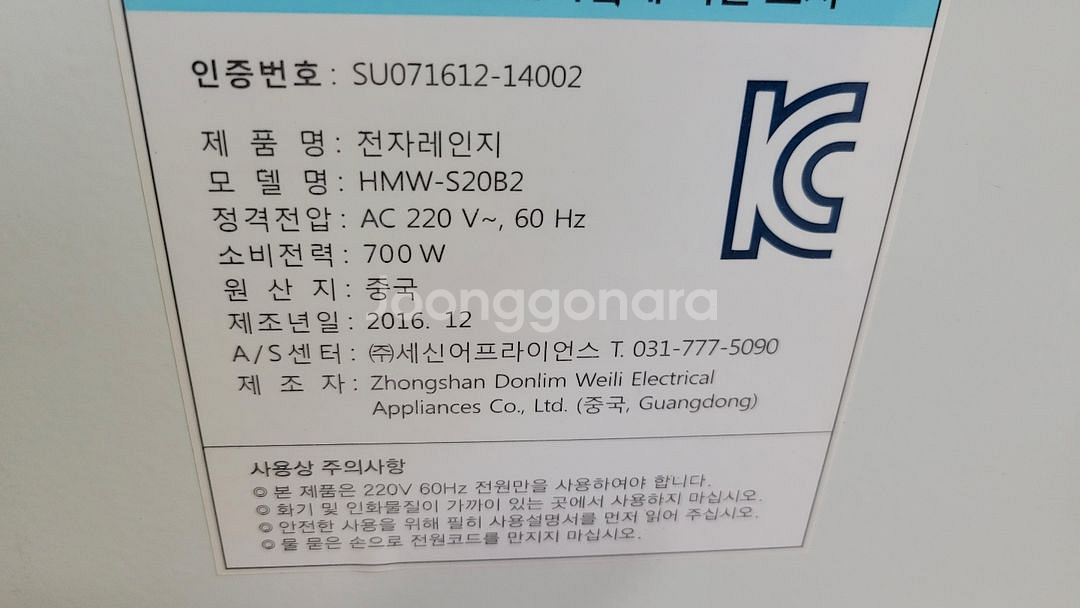 인증번호 : SU071612-14002
KC
제 품 명 : 전자레인지
모 델 명 : HMW-S20B2
정격전압 : AC 220 V~, 60 Hz
소비전력 : 700 W
원 산 지 : 중국
joonggonara
제조년일 : 2016. 12
A/S센터 : ㈜세신어프라이언스 T. 031-777-5090
제 조 자 : Zhongshan Donlim Weili Electrical
Appliances Co., Ltd. (중국, Guangdong)
사용상 주의사항
◎ 본 제품은 220V 60Hz 전원만을 사용하여야 합니다.
◎ 화기 및 인화물질이 가까이 있는 곳에서 사용하지 마십시오.
◎ 안전한 사용을 위해 필히 사용설명서를 먼저 읽어 주십시오.
◎ 물 묻은 손으로 전원코드를 만지지 마십시오.